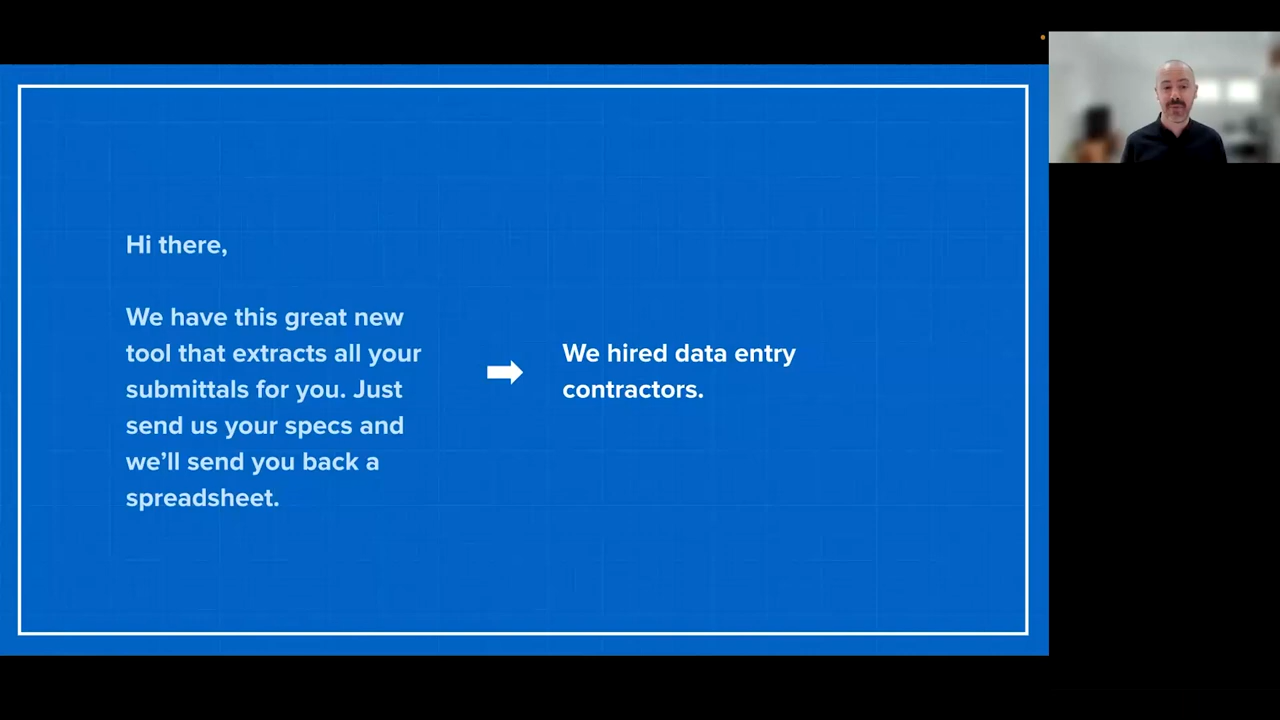 Hi there,
We have this great new
tool that extracts all your
submittals for you. Just
send us your specs and
we’ll send you back a
spreadsheet.
We hired data entry
contractors.